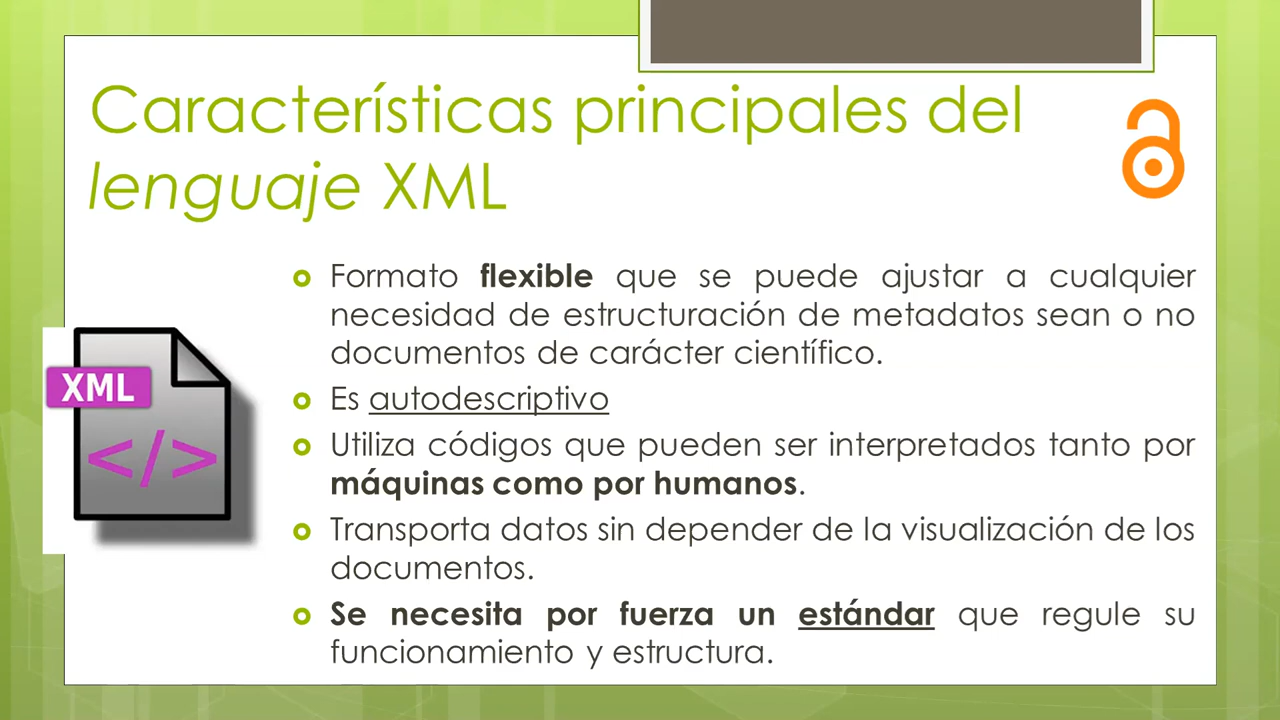 Características principales del
lenguaje XML
Formato flexible que se puede ajustar a cualquier
necesidad de estructuración de metadatos sean o no
documentos de carácter científico.
XML
</>
Es autodescriptivo
Utiliza códigos que pueden ser interpretados tanto por
máquinas como por humanos.
Transporta datos sin depender de la visualización de los
documentos.
Se necesita por fuerza un estándar que regule su
funcionamiento y estructura.